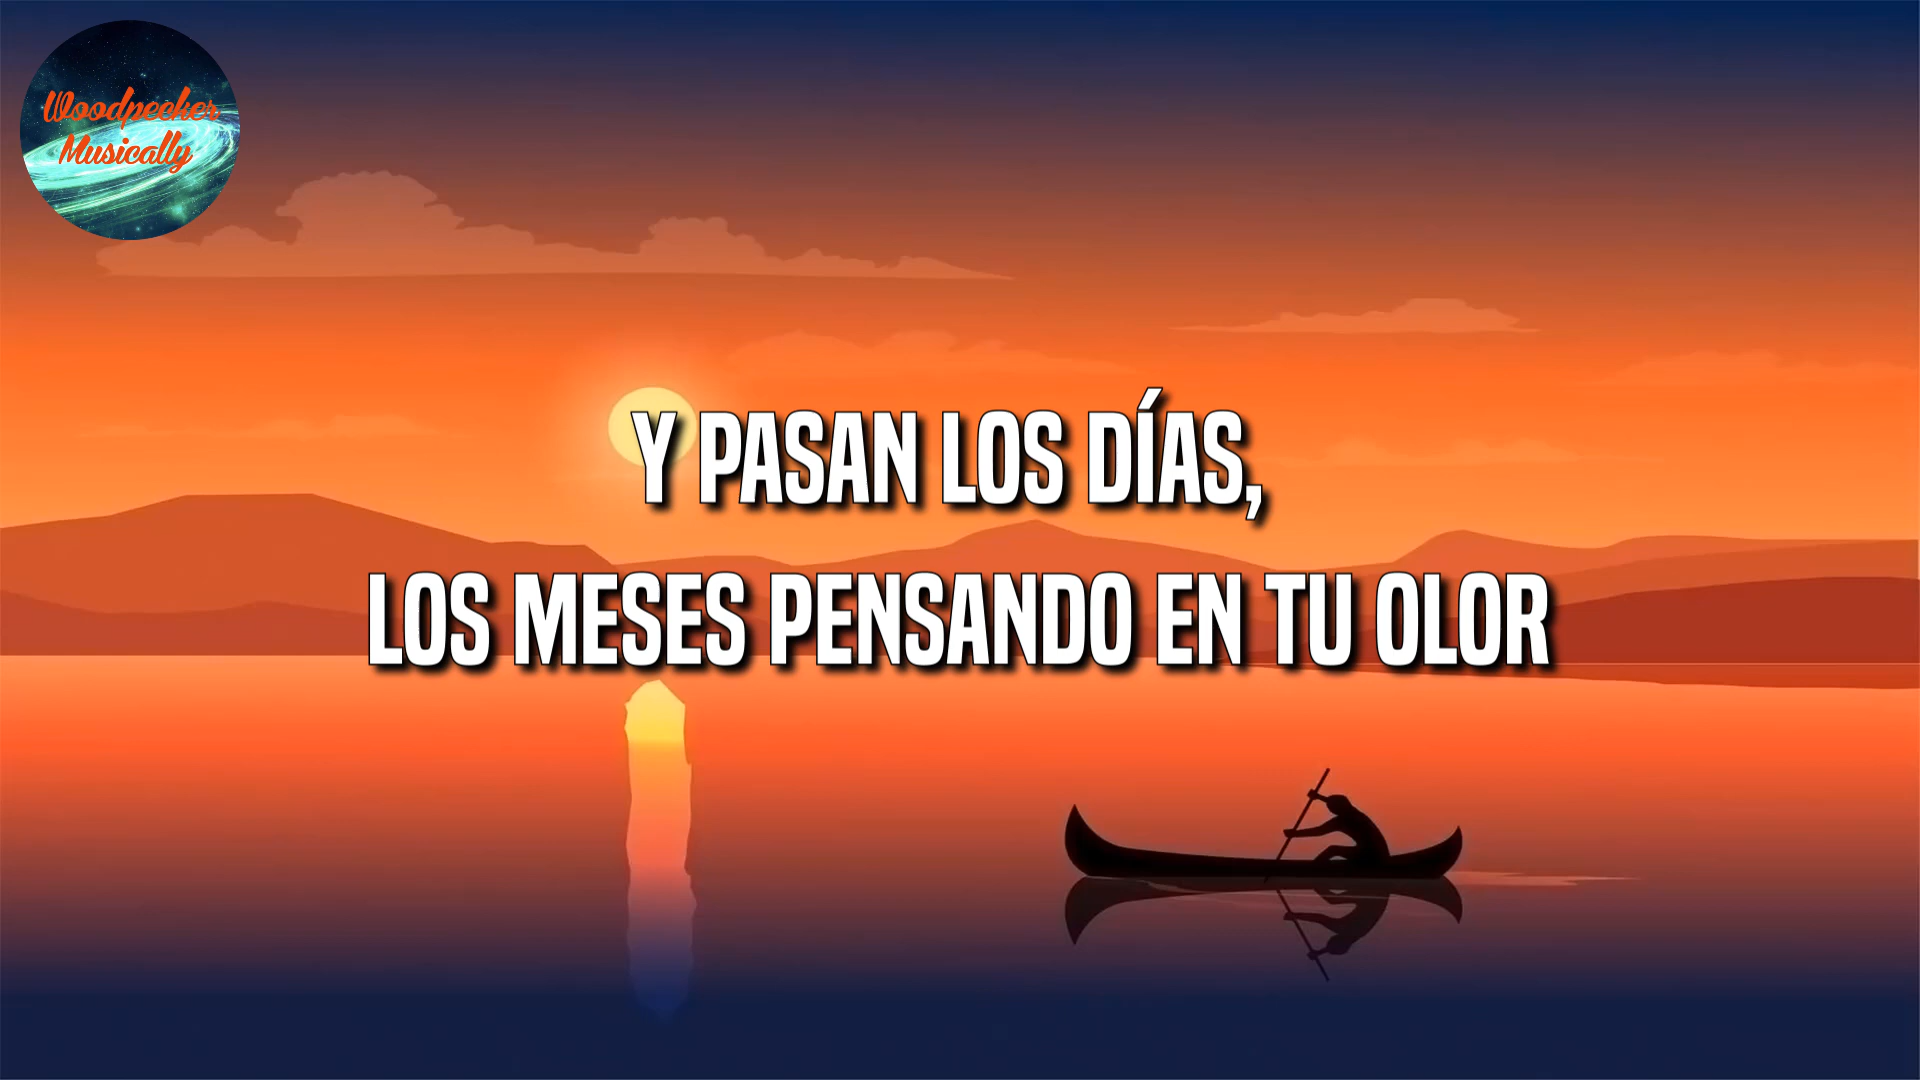 Woodpecker
Musically
Y PASAN LOS DÍAS,
LOS MESES PENSANDO EN TU OLOR